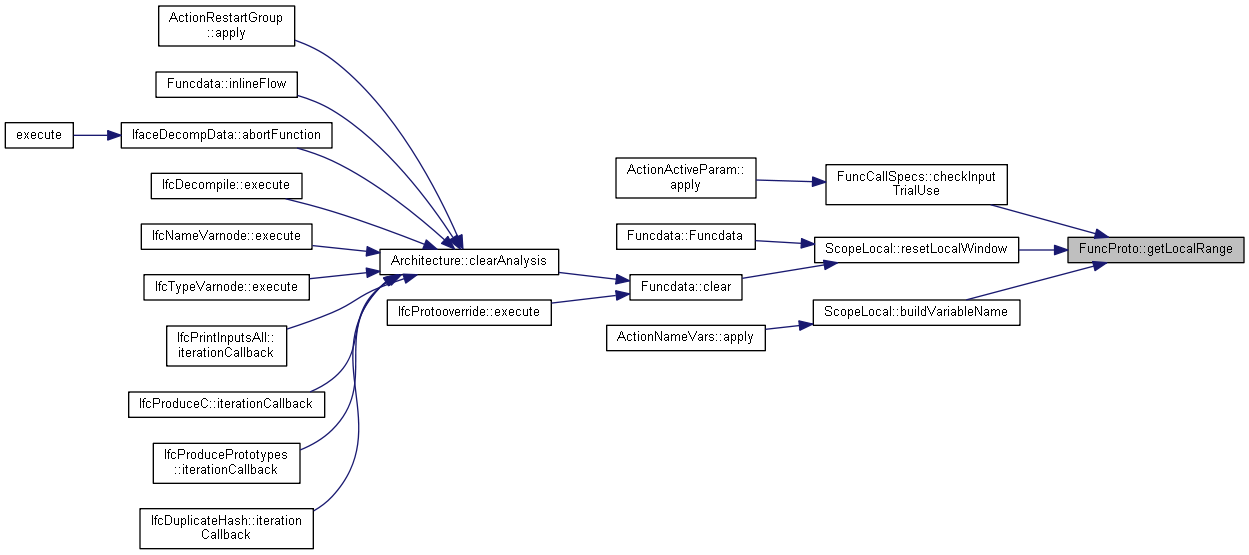 ActionRestartGroup
::apply
Funcdata::inlineFlow
execute
IfaceDecompData::abortFunction
IfcDecompile::execute
IfcNameVarnode::execute
IfcTypeVarnode::execute
IfcPrintInputsAll::
iterationCallback
IfcProduceC::iterationCallback
IfcProducePrototypes
::iterationCallback
IfcDuplicateHash::iteration
Callback
Architecture::clearAnalysis
IfcProtooverride::execute
ActionActiveParam::
apply
Funcdata::Funcdata
Funcdata::clear
ActionNameVars::apply
FuncCallSpecs::checkInput
TrialUse
ScopeLocal::resetLocalWindow
ScopeLocal::buildVariableName
FuncProto::getLocalRange